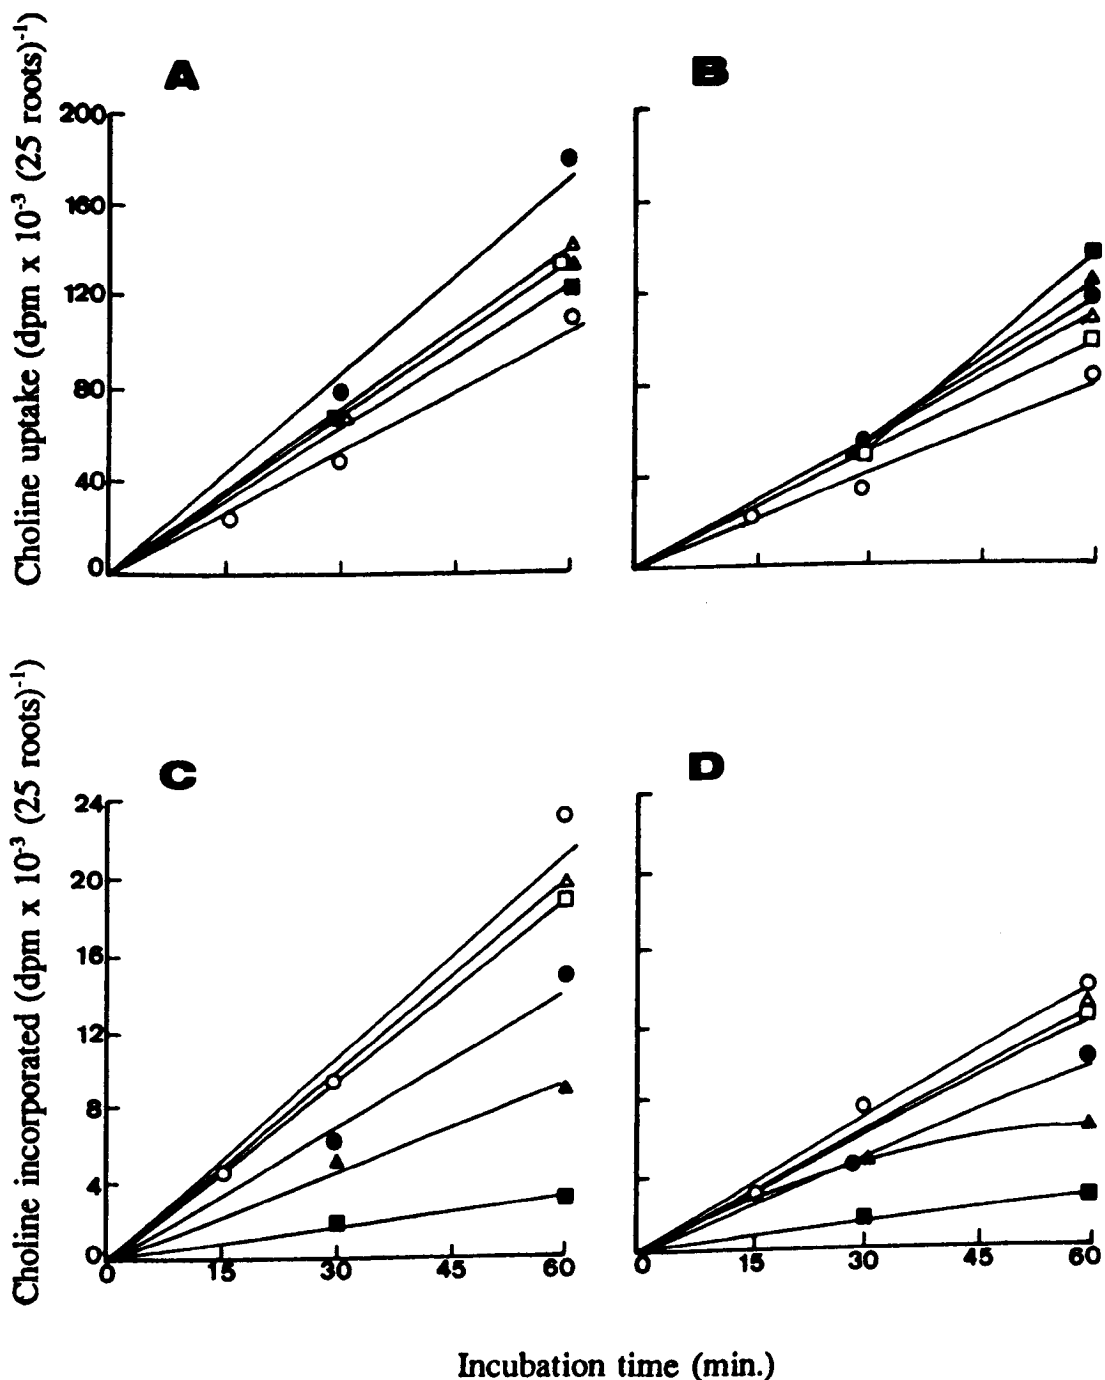 A
B
Choline uptake (dpm x 10⁻³ (25 roots)⁻¹)
200
160
120
80
40
0
C
D
Choline incorporated (dpm x 10⁻³ (25 roots)⁻¹)
24
20
16
12
8
4
0
0 15 30 45 60
0 15 30 45 60
Incubation time (min.)